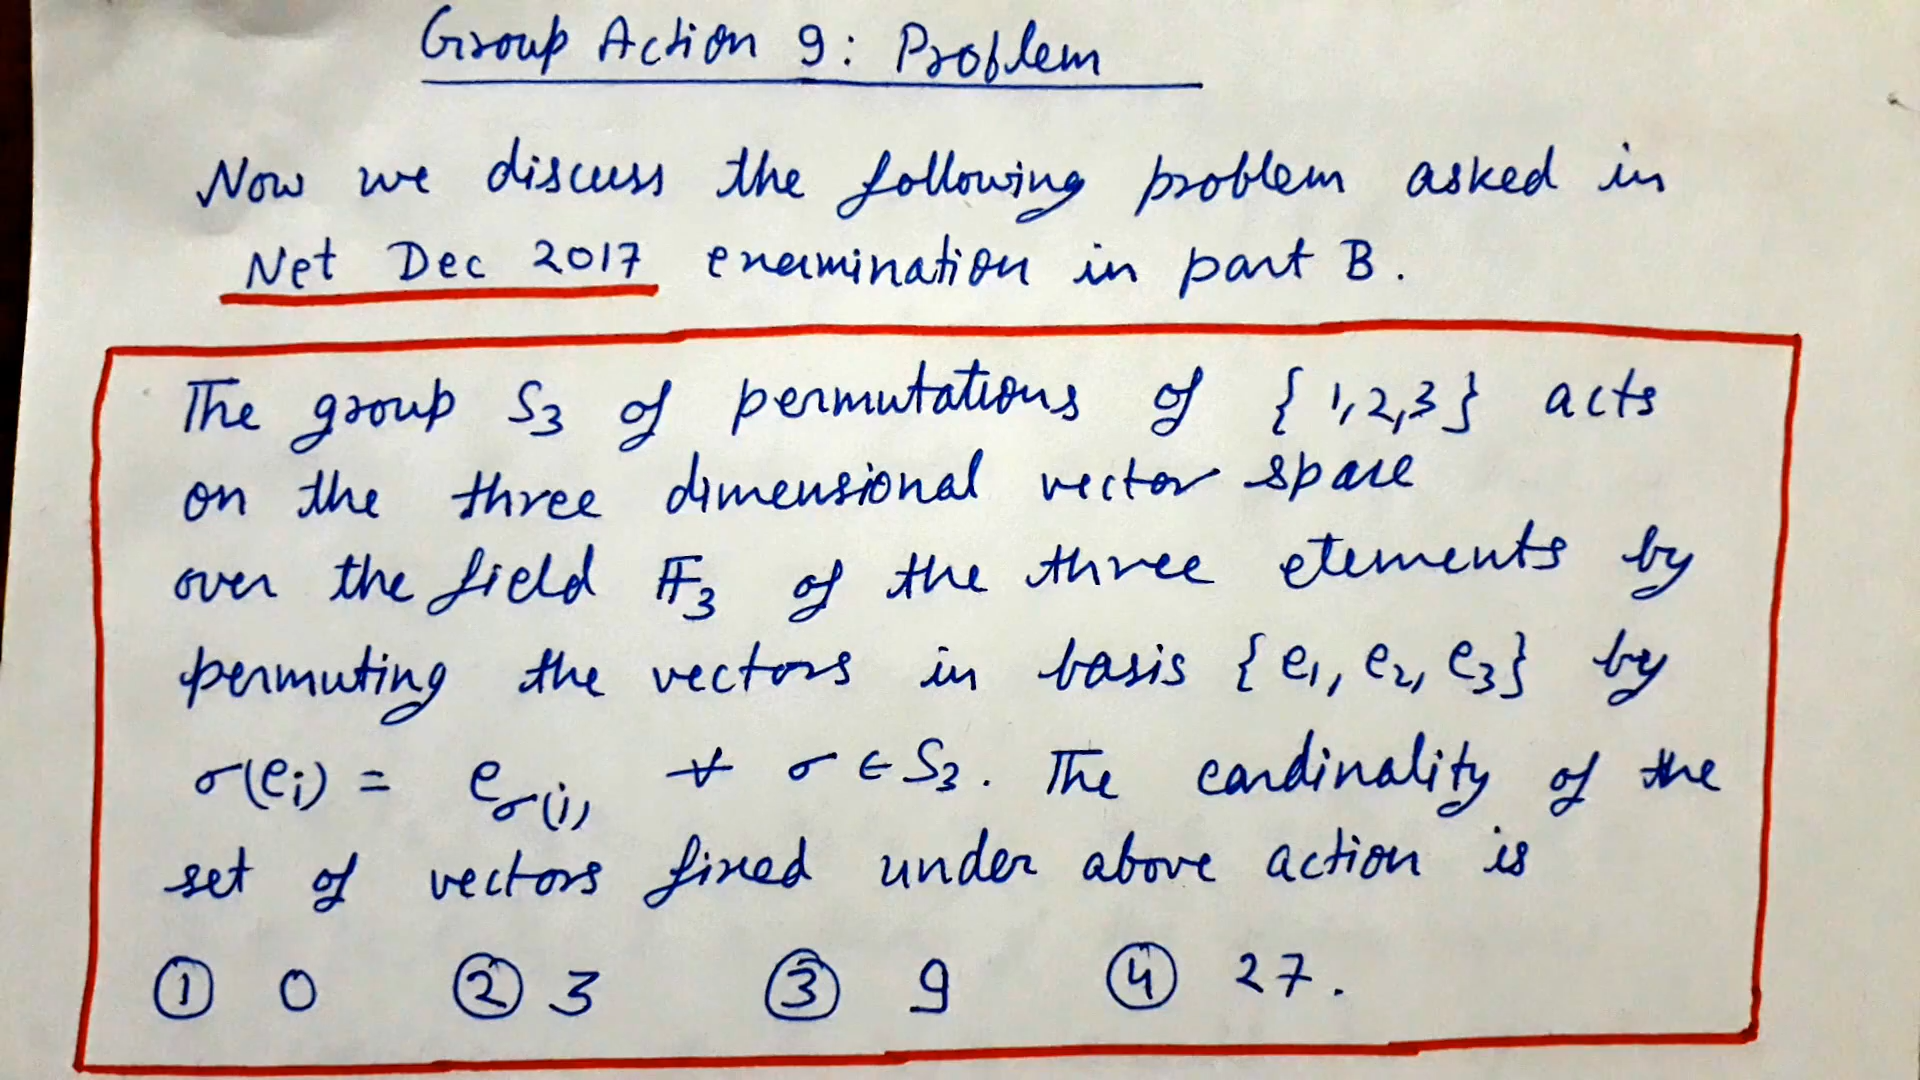 Group Action 9: Problem
Now we discuss the following problem asked in
Net Dec 2017 examination in part B.
The group S₃ of permutations of {1,2,3} acts
on the three dimensional vector space
over the field 𝔽₃ of the three elements by
permuting the vectors in basis {e₁, e₂, e₃} by
σ(eᵢ) = e_σ(i), ∀ σ ∈ S₃. The cardinality of the
set of vectors fixed under above action is
① 0 ② 3 ③ 9 ④ 27.